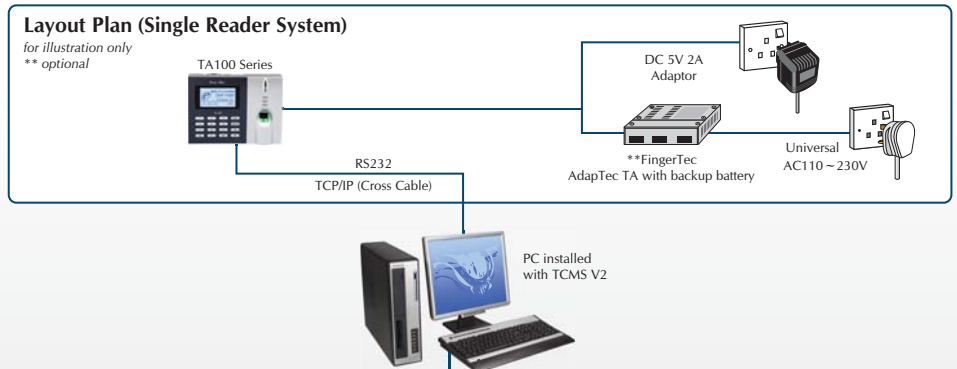 Layout Plan (Single Reader System)
for illustration only
** optional
TA100 Series
DC 5V 2A
Adaptor
**FingerTec
AdapTec TA with backup battery
Universal
AC110 ~ 230V
RS232
TCP/IP (Cross Cable)
PC installed
with TCMS V2